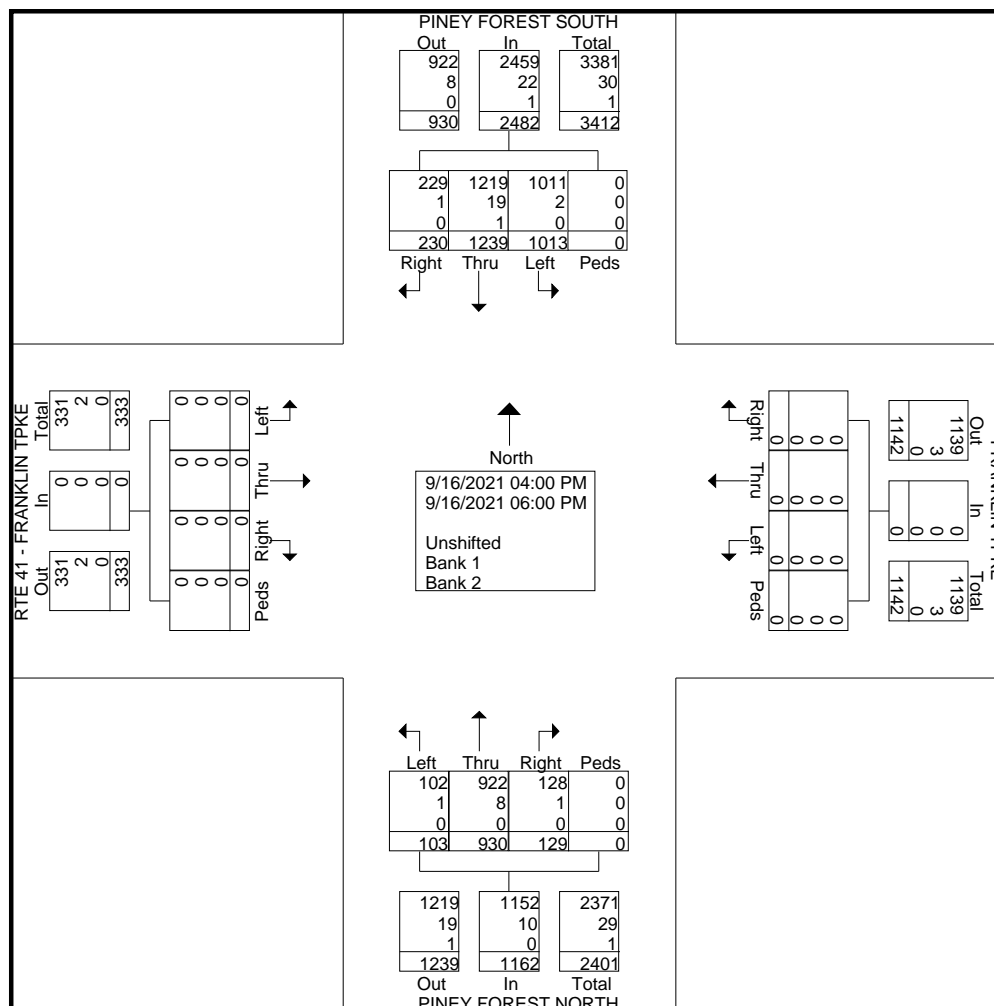 PINEY FOREST SOUTH
Out In Total
922 2459 3381
8 22 30
0 1 1
930 2482 3412
229 1219 1011 0
1 19 2 0
0 1 0 0
230 1239 1013 0
Right Thru Left Peds
RTE 41 - FRANKLIN TPKE
Total
331
2
0
333
In
0
0
0
0
Out
331
2
0
333
Left
0
0
0
0
Thru
0
0
0
0
Right
0
0
0
0
Peds
0
0
0
0
North
9/16/2021 04:00 PM
9/16/2021 06:00 PM
Unshifted
Bank 1
Bank 2
Right
0
0
0
0
Thru
0
0
0
0
Left
0
0
0
0
Peds
0
0
0
0
Out
1139
3
0
1142
In
0
0
0
0
Total
1139
3
0
1142
Left Thru Right Peds
102 922 128 0
1 8 1 0
0 0 0 0
103 930 129 0
1219 1152 2371
19 10 29
1 0 1
1239 1162 2401
Out In Total
PINEY FOREST NORTH